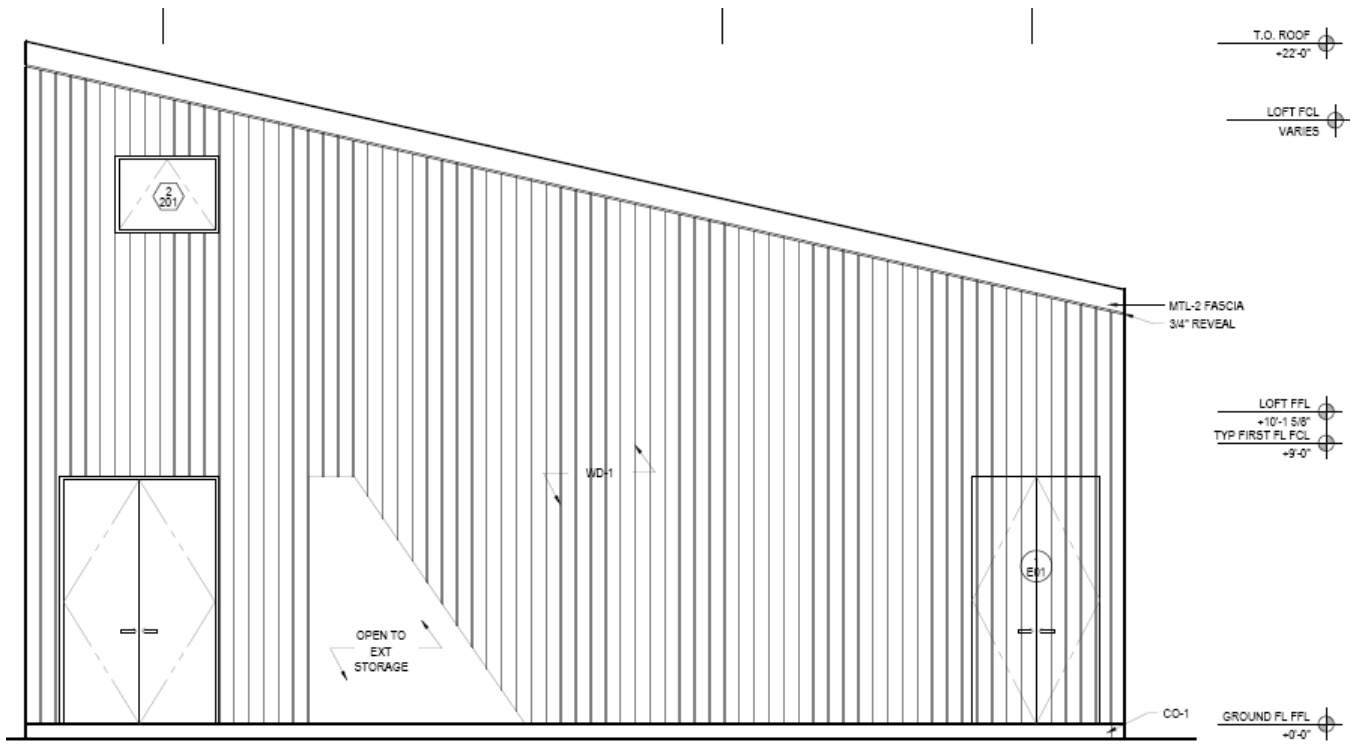 T.O. ROOF
+22'-0"
LOFT FCL
VARIES
2
201
MTL-2 FASCIA
3/4" REVEAL
LOFT FFL
+10'-1 5/8"
TYP FIRST FL FCL
+9'-0"
WD-1
E01
OPEN TO
EXT
STORAGE
CO-1
GROUND FL FFL
+0'-0"